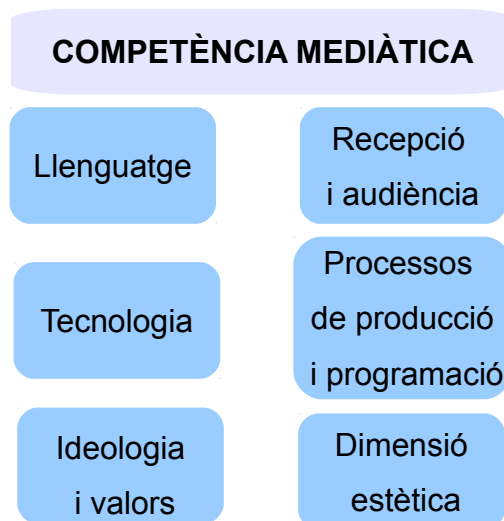 COMPETÈNCIA MEDIÀTICA
Llenguatge
Recepció
i audiència
Tecnologia
Processos
de producció
i programació
Ideologia
i valors
Dimensió
estètica